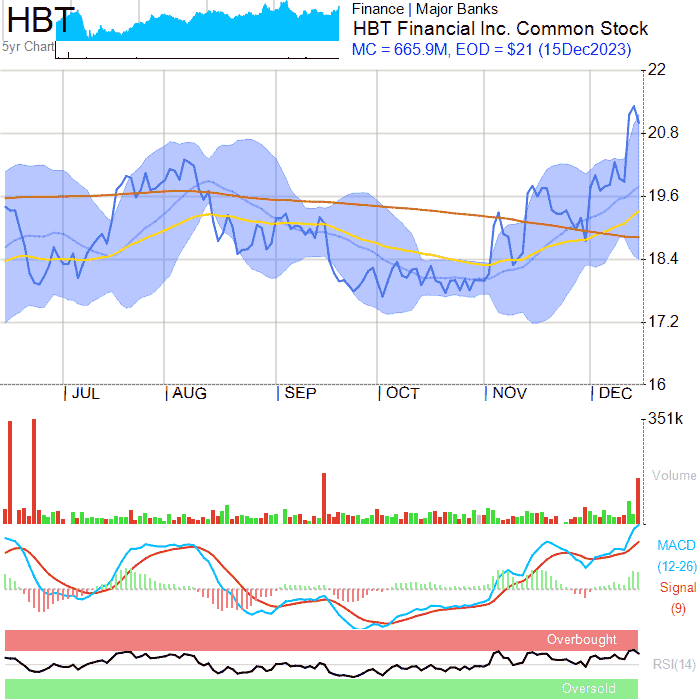 HBT
5yr Chart
Finance | Major Banks
HBT Financial Inc. Common Stock
MC = 665.9M, EOD = $21 (15Dec2023)
22
20.8
19.6
18.4
17.2
16
JUL AUG SEP OCT NOV DEC
351k
Volume
MACD
(12-26)
Signal
(9)
Overbought
RSI(14)
Oversold